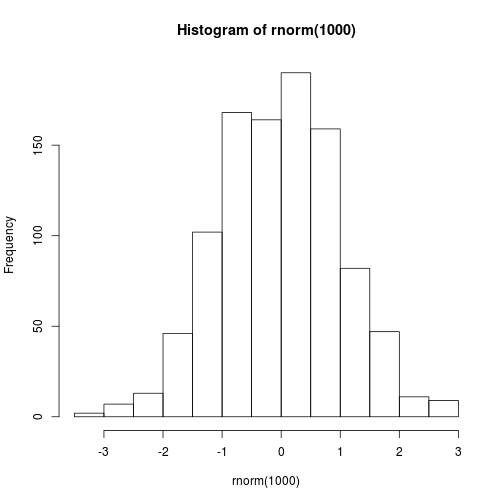 Histogram of rnorm(1000)
150
100
50
0
Frequency
-3 -2 -1 0 1 2 3
rnorm(1000)